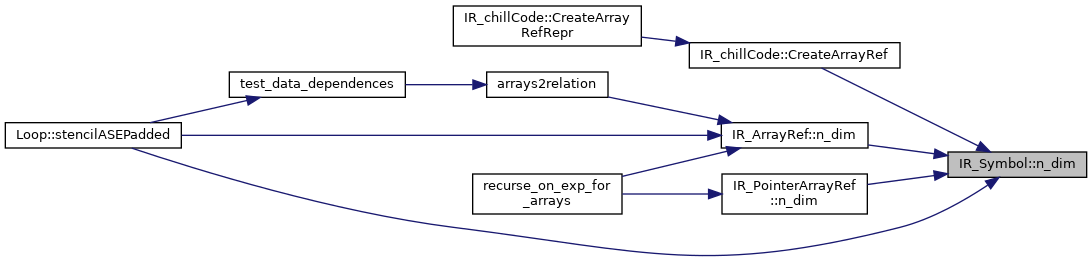 IR_chillCode::CreateArray
RefRepr
IR_chillCode::CreateArrayRef
test_data_dependences
arrays2relation
Loop::stencilASEPadded
IR_ArrayRef::n_dim
IR_Symbol::n_dim
recurse_on_exp_for
_arrays
IR_PointerArrayRef
::n_dim